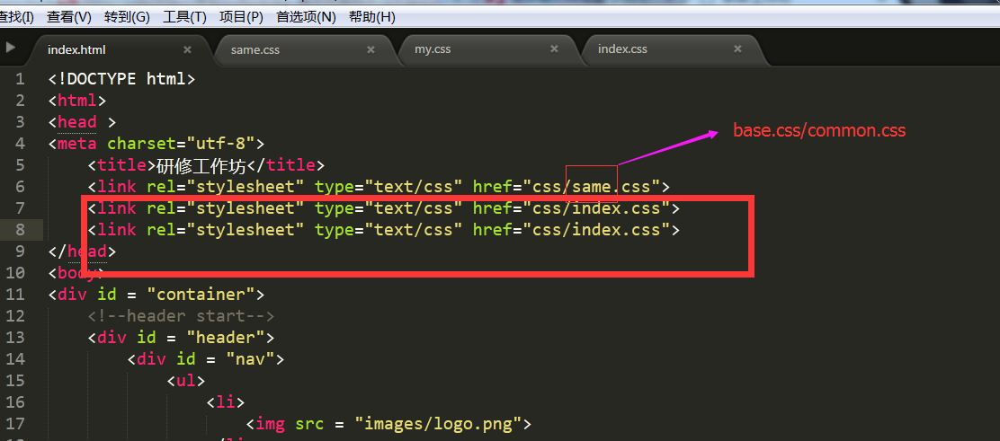 查找(I) 查看(V) 转到(G) 工具(T) 项目(P) 首选项(N) 帮助(H)
index.html × same.css × my.css × index.css ×
1 <!DOCTYPE html>
2 <html>
3 <head >
4 <meta charset="utf-8">
5 <title>研修工作坊</title>
base.css/common.css
6 <link rel="stylesheet" type="text/css" href="css/same.css">
7 <link rel="stylesheet" type="text/css" href="css/index.css">
8 <link rel="stylesheet" type="text/css" href="css/index.css">
9 </head>
10 <body>
11 <div id = "container">
12 <!--header start-->
13 <div id = "header">
14 <div id = "nav">
15 <ul>
16 <li>
17 <img src = "images/logo.png">